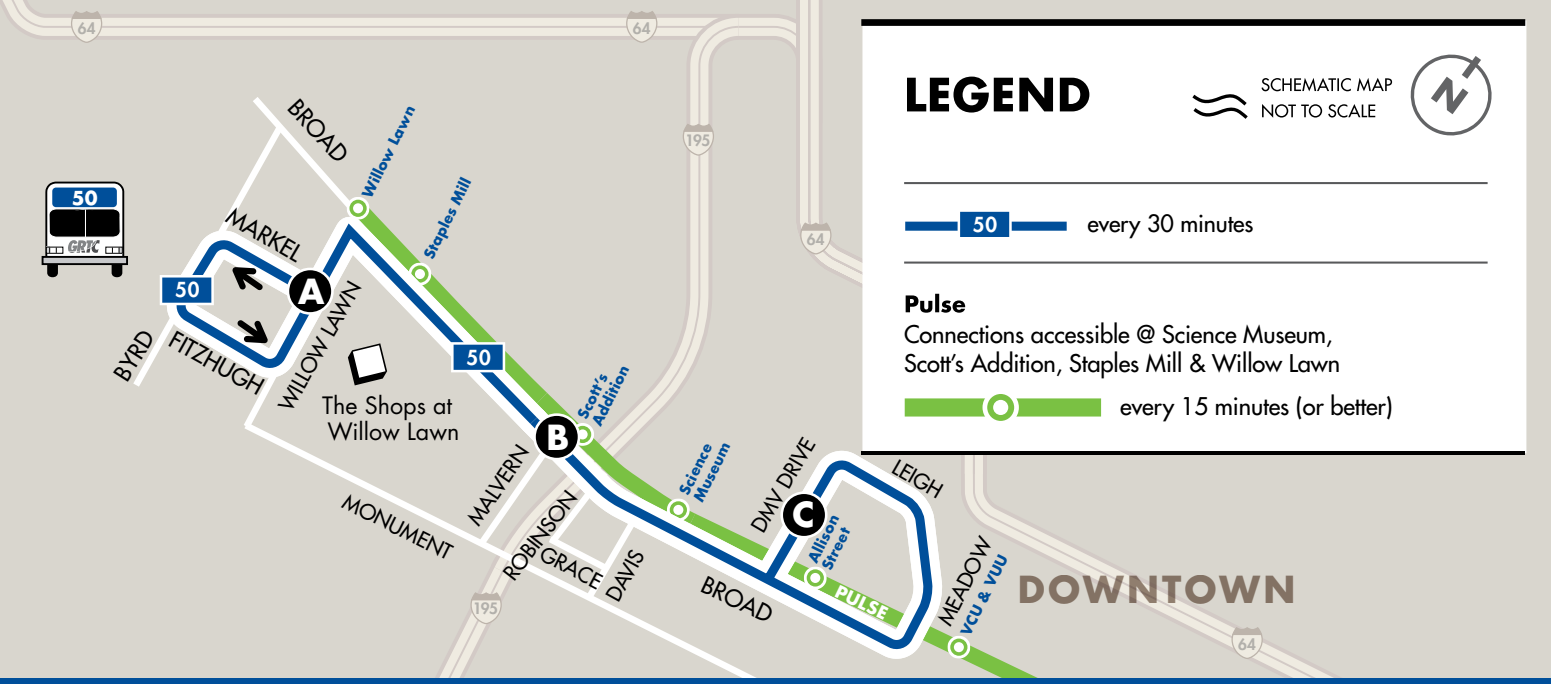 64
64
LEGEND
SCHEMATIC MAP
NOT TO SCALE
N
BROAD
Willow Lawn
195
Staples Mill
50
GRTC
MARKEL
50
every 30 minutes
64
A
50
WILLOW LAWN
BYRD
FITZHUGH
50
Pulse
Connections accessible @ Science Museum,
Scott's Addition, Staples Mill & Willow Lawn
every 15 minutes (or better)
The Shops at
Willow Lawn
Scott's
Addition
B
MALVERN
Science
Museum
DMV DRIVE
LEIGH
C
Allison
Street
MONUMENT
ROBINSON
GRACE
DAVIS
BROAD
PULSE
MEADOW
VCU & VUU
DOWNTOWN
195
64